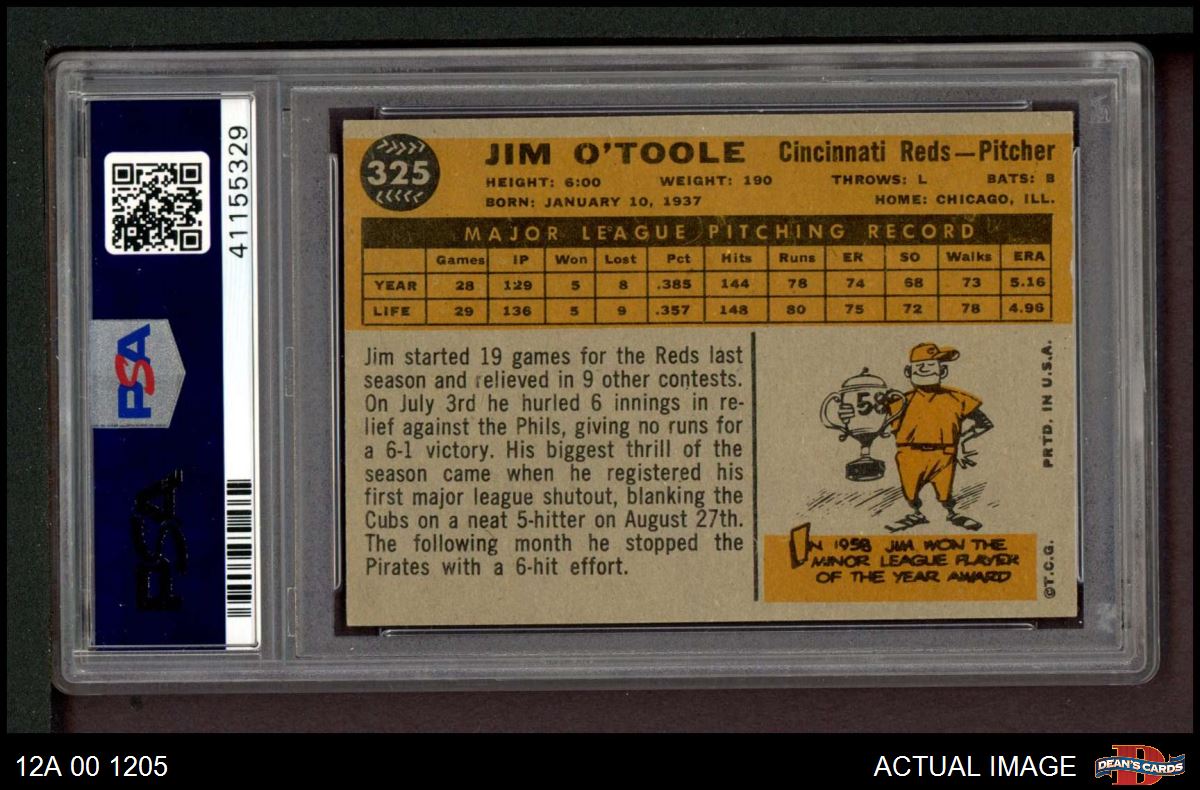 41155329
PSA
PSA
325
JIM O'TOOLE Cincinnati Reds—Pitcher
HEIGHT: 6:00 WEIGHT: 190 THROWS: L BATS: B
BORN: JANUARY 10, 1937 HOME: CHICAGO, ILL.
MAJOR LEAGUE PITCHING RECORD
Games IP Won Lost Pct Hits Runs ER SO Walks ERA
YEAR 28 129 5 8 .385 144 78 74 68 73 5.16
LIFE 29 136 5 9 .357 148 80 75 72 78 4.96
Jim started 19 games for the Reds last
season and relieved in 9 other contests.
On July 3rd he hurled 6 innings in re-
lief against the Phils, giving no runs for
a 6-1 victory. His biggest thrill of the
season came when he registered his
first major league shutout, blanking the
Cubs on a neat 5-hitter on August 27th.
The following month he stopped the
Pirates with a 6-hit effort.
58
IN 1958 JIM WON THE
MINOR LEAGUE PLAYER
OF THE YEAR AWARD
PRTD. IN U.S.A.
©T.C.G.
12A 00 1205
ACTUAL IMAGE
D
DEAN'S CARDS